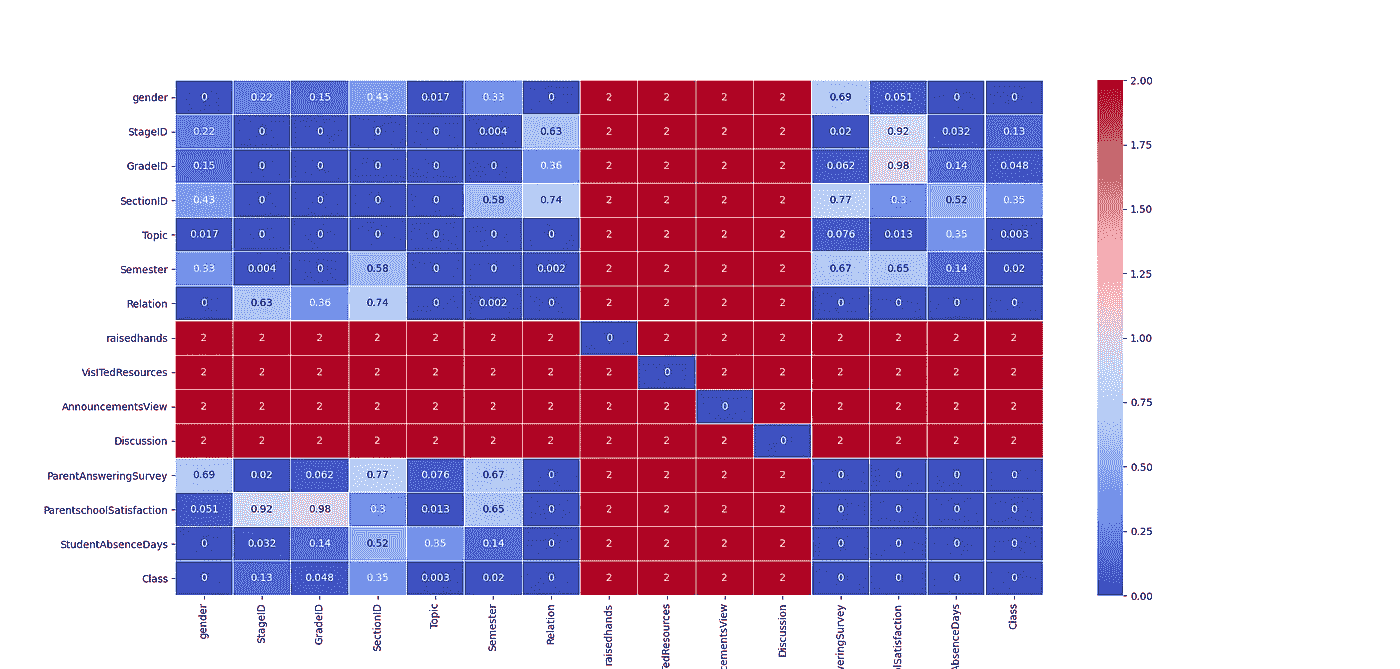 gender 0 0.22 0.15 0.43 0.017 0.33 0 2 2 2 2 0.69 0.051 0 0 2.00
StageID 0.22 0 0 0 0 0.004 0.63 2 2 2 2 0.02 0.92 0.032 0.13 1.75
GradeID 0.15 0 0 0 0 0 0.36 2 2 2 2 0.062 0.98 0.14 0.048
SectionID 0.43 0 0 0 0 0.58 0.74 2 2 2 2 0.77 0.3 0.52 0.35 1.50
Topic 0.017 0 0 0 0 0 0 2 2 2 2 0.076 0.013 0.35 0.003
Semester 0.33 0.004 0 0.58 0 0 0.002 2 2 2 2 0.67 0.65 0.14 0.02 1.25
Relation 0 0.63 0.36 0.74 0 0.002 0 2 2 2 2 0 0 0 0
raisedhands 2 2 2 2 2 2 2 0 2 2 2 2 2 2 2 1.00
VisITedResources 2 2 2 2 2 2 2 2 0 2 2 2 2 2 2
AnnouncementsView 2 2 2 2 2 2 2 2 2 0 2 2 2 2 2 0.75
Discussion 2 2 2 2 2 2 2 2 2 2 0 2 2 2 2
ParentAnsweringSurvey 0.69 0.02 0.062 0.77 0.076 0.67 0 2 2 2 2 0 0 0 0 0.50
ParentschoolSatisfaction 0.051 0.92 0.98 0.3 0.013 0.65 0 2 2 2 2 0 0 0 0
StudentAbsenceDays 0 0.032 0.14 0.52 0.35 0.14 0 2 2 2 2 0 0 0 0 0.25
Class 0 0.13 0.048 0.35 0.003 0.02 0 2 2 2 2 0 0 0 0 0.00
gender
StageID
GradeID
SectionID
Topic
Semester
Relation
raisedhands
TedResources
cementsView
Discussion
veringSurvey
lSatisfaction
AbsenceDays
Class